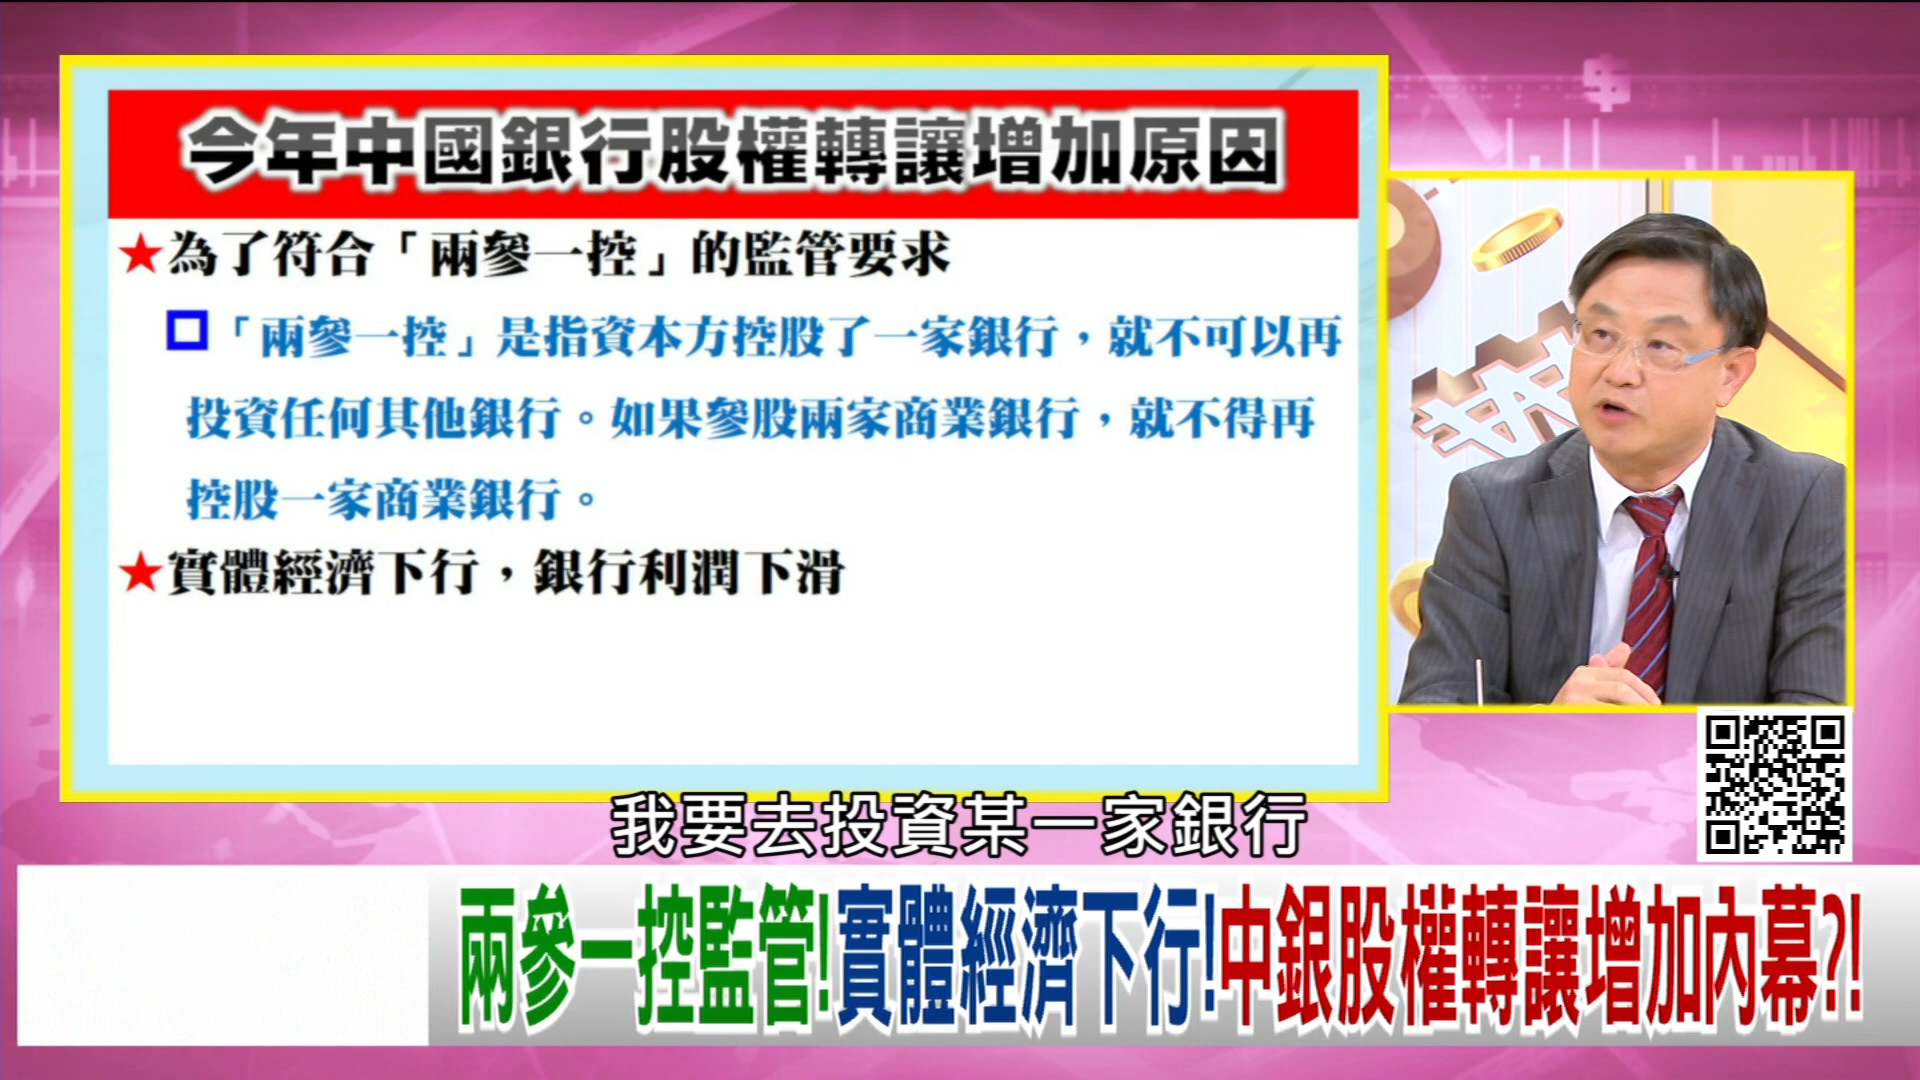 今年中國銀行股權轉讓增加原因
★為了符合「兩參一控」的監管要求
「兩參一控」是指資本方控股了一家銀行，就不可以再
投資任何其他銀行。如果參股兩家商業銀行，就不得再
控股一家商業銀行。
★實體經濟下行，銀行利潤下滑
我要去投資某一家銀行
兩參一控監管!實體經濟下行!中銀股權轉讓增加內幕?!